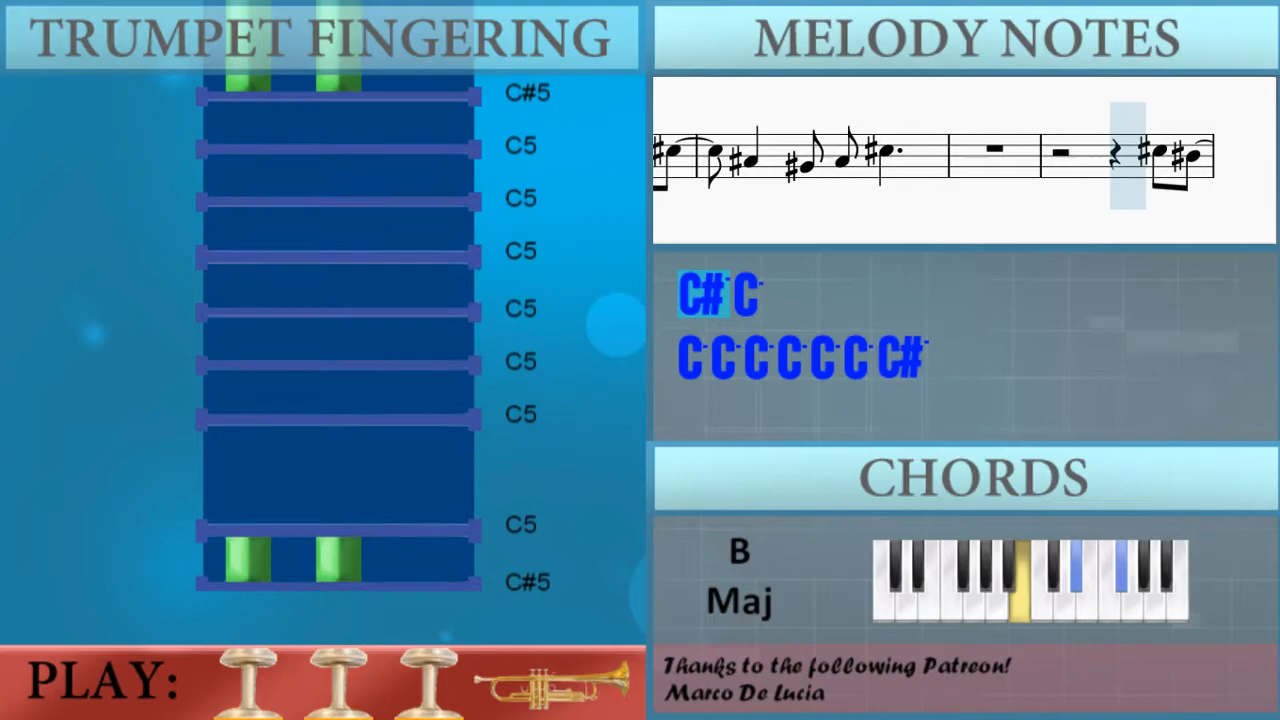 TRUMPET FINGERING
C#5
C5
C5
C5
C5
C5
C5
C5
C#5
PLAY:
MELODY NOTES
C# C
C C C C C C C#
CHORDS
B
Maj
Thanks to the following Patreon!
Marco De Lucia